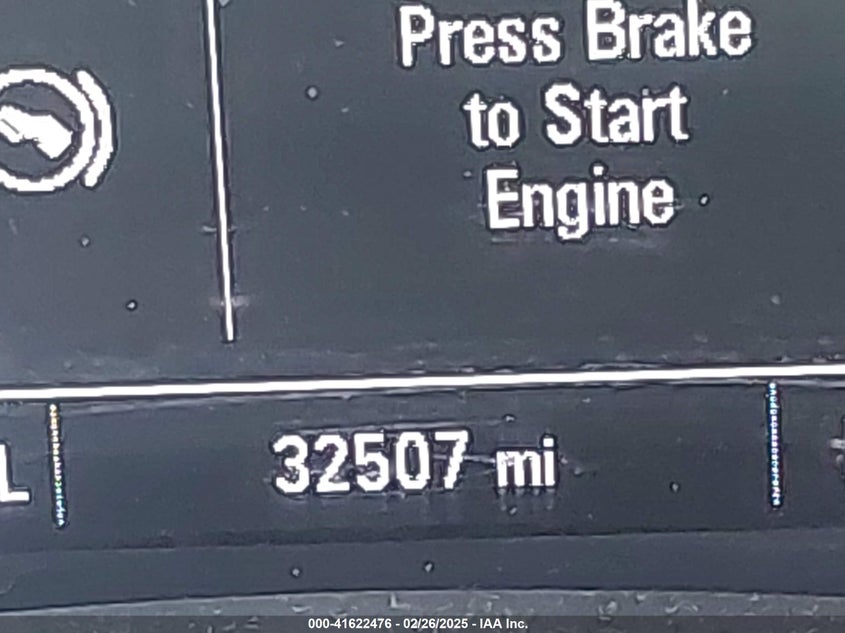 Press Brake
to Start
Engine
L
32507 mi
000-41622476 - 02/26/2025 - IAA Inc.